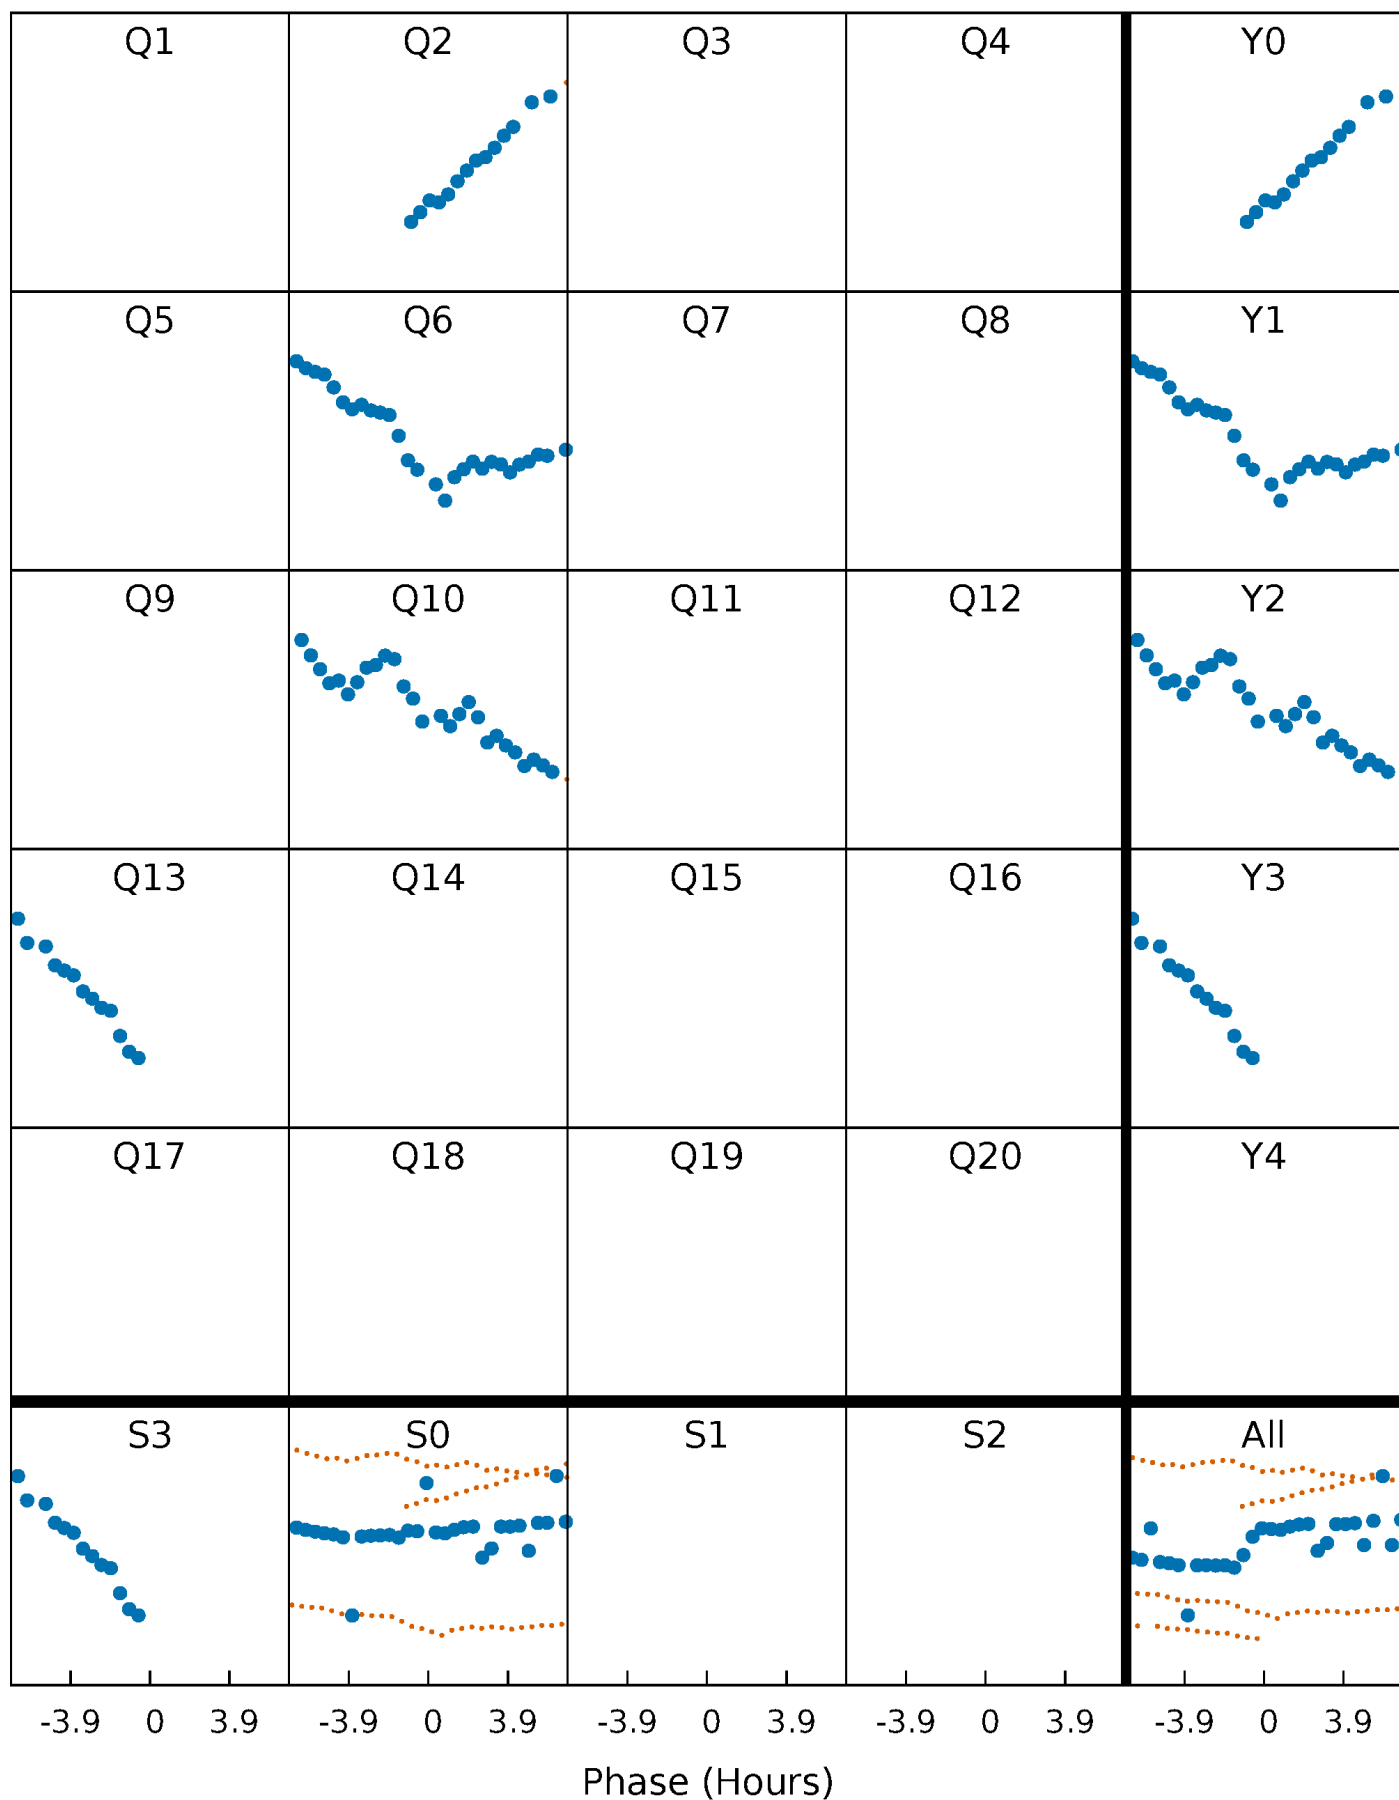 Q1 Q2 Q3 Q4 Y0
Q5 Q6 Q7 Q8 Y1
Q9 Q10 Q11 Q12 Y2
Q13 Q14 Q15 Q16 Y3
Q17 Q18 Q19 Q20 Y4
S3 S0 S1 S2 All
-3.9 0 3.9 -3.9 0 3.9 -3.9 0 3.9 -3.9 0 3.9 -3.9 0 3.9
Phase (Hours)